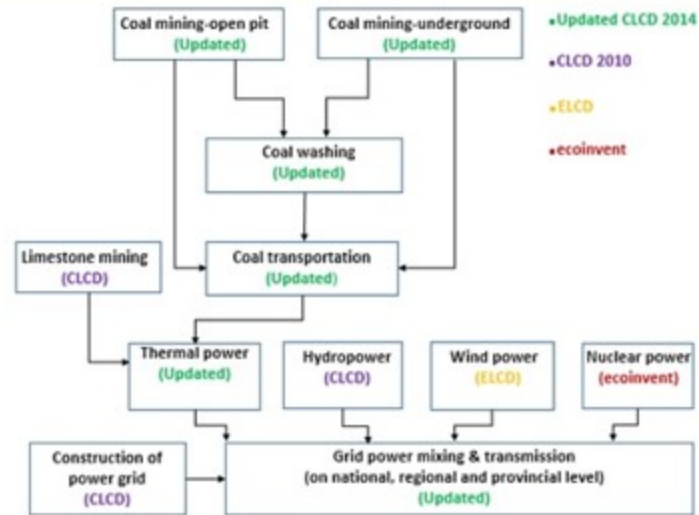 Coal mining-open pit
(Updated)
Coal mining-underground
(Updated)
•Updated CLCD 2014
•CLCD 2010
•ELCD
•ecoinvent
Coal washing
(Updated)
Limestone mining
(CLCD)
Coal transportation
(Updated)
Thermal power
(Updated)
Hydropower
(CLCD)
Wind power
(ELCD)
Nuclear power
(ecoinvent)
Construction of
power grid
(CLCD)
Grid power mixing & transmission
(on national, regional and provincial level)
(Updated)